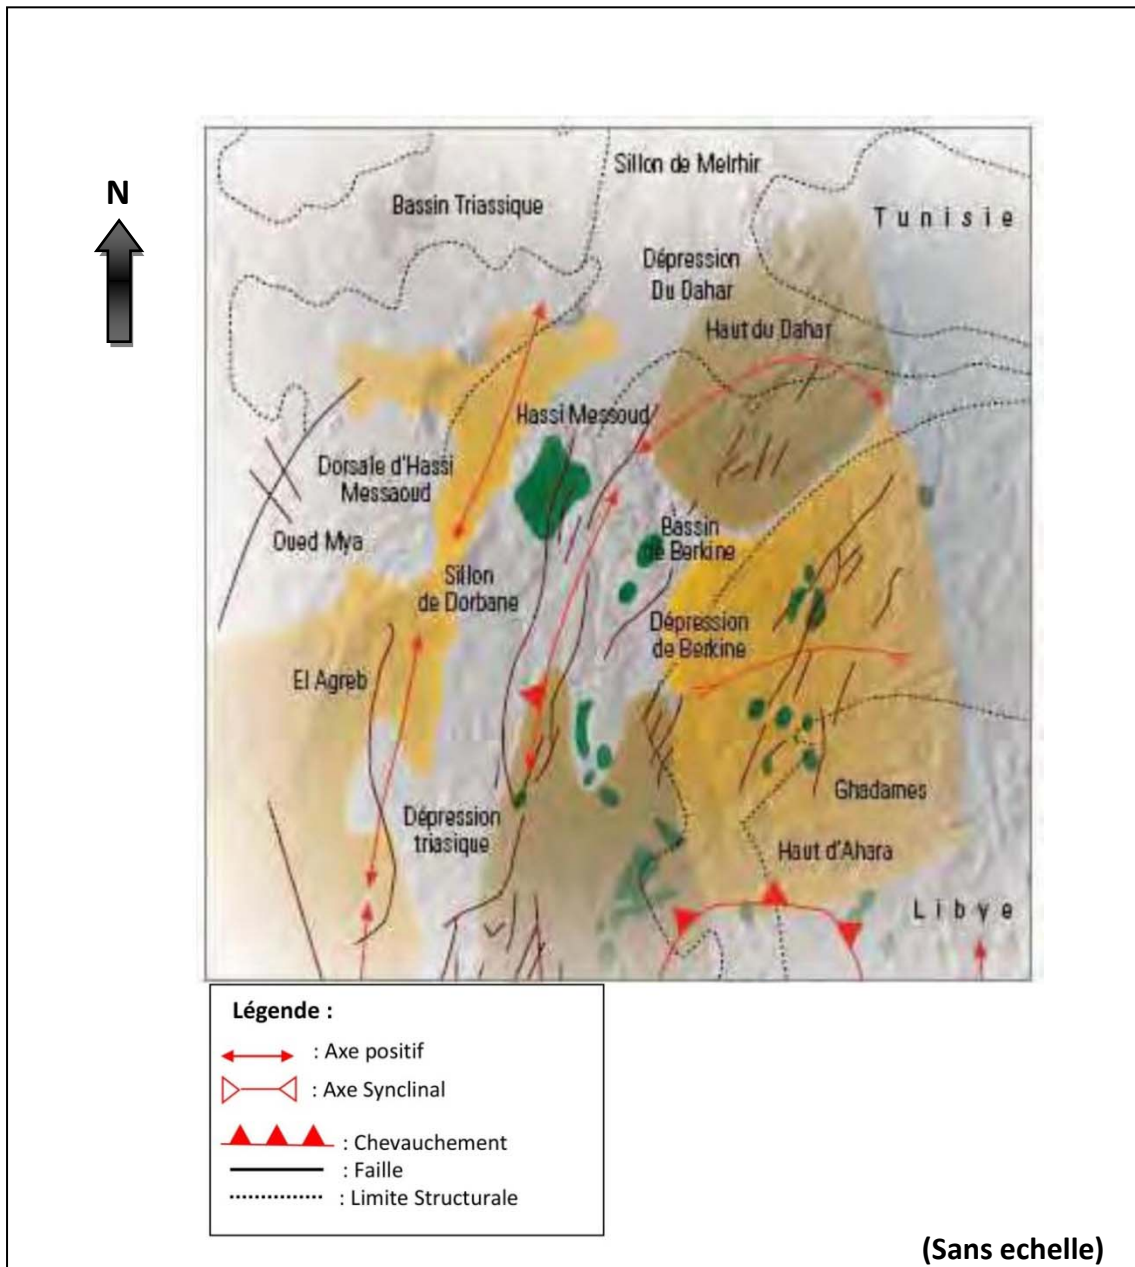 N
Sillon de Melrhir
Bassin Triassique
Tunisie
Dépression
Du Dahar
Haut du Dahar
Hassi Messoud
Dorsale d'Hassi
Messaoud
Oued Mya
Bassin
de Berkine
Sillon
de Dorbane
Dépression
de Berkine
El Agreb
Ghadames
Dépression
triasique
Haut d'Ahara
Libye
Légende :
: Axe positif
: Axe Synclinal
: Chevauchement
: Faille
: Limite Structurale
(Sans echelle)